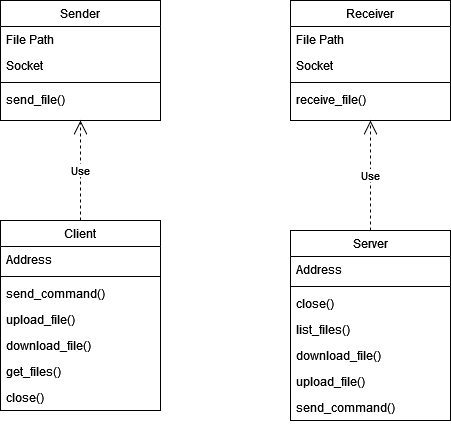 Sender
File Path
Socket
send_file()
Receiver
File Path
Socket
receive_file()
Use
Use
Client
Address
send_command()
upload_file()
download_file()
get_files()
close()
Server
Address
close()
list_files()
download_file()
upload_file()
send_command()